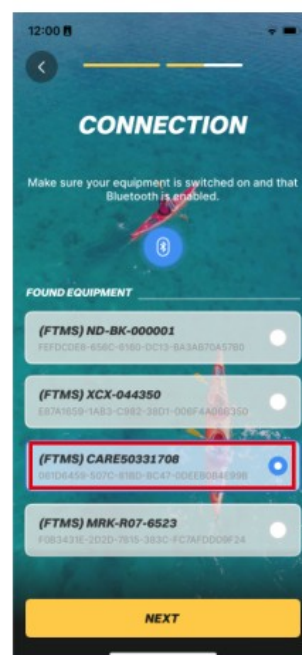 12:00
CONNECTION
Make sure your equipment is switched on and that
Bluetooth is enabled.
FOUND EQUIPMENT
(FTMS) ND-BK-000001
(FTMS) XCX-044350
(FTMS) CARE50331708
(FTMS) MRK-R07-6523
NEXT